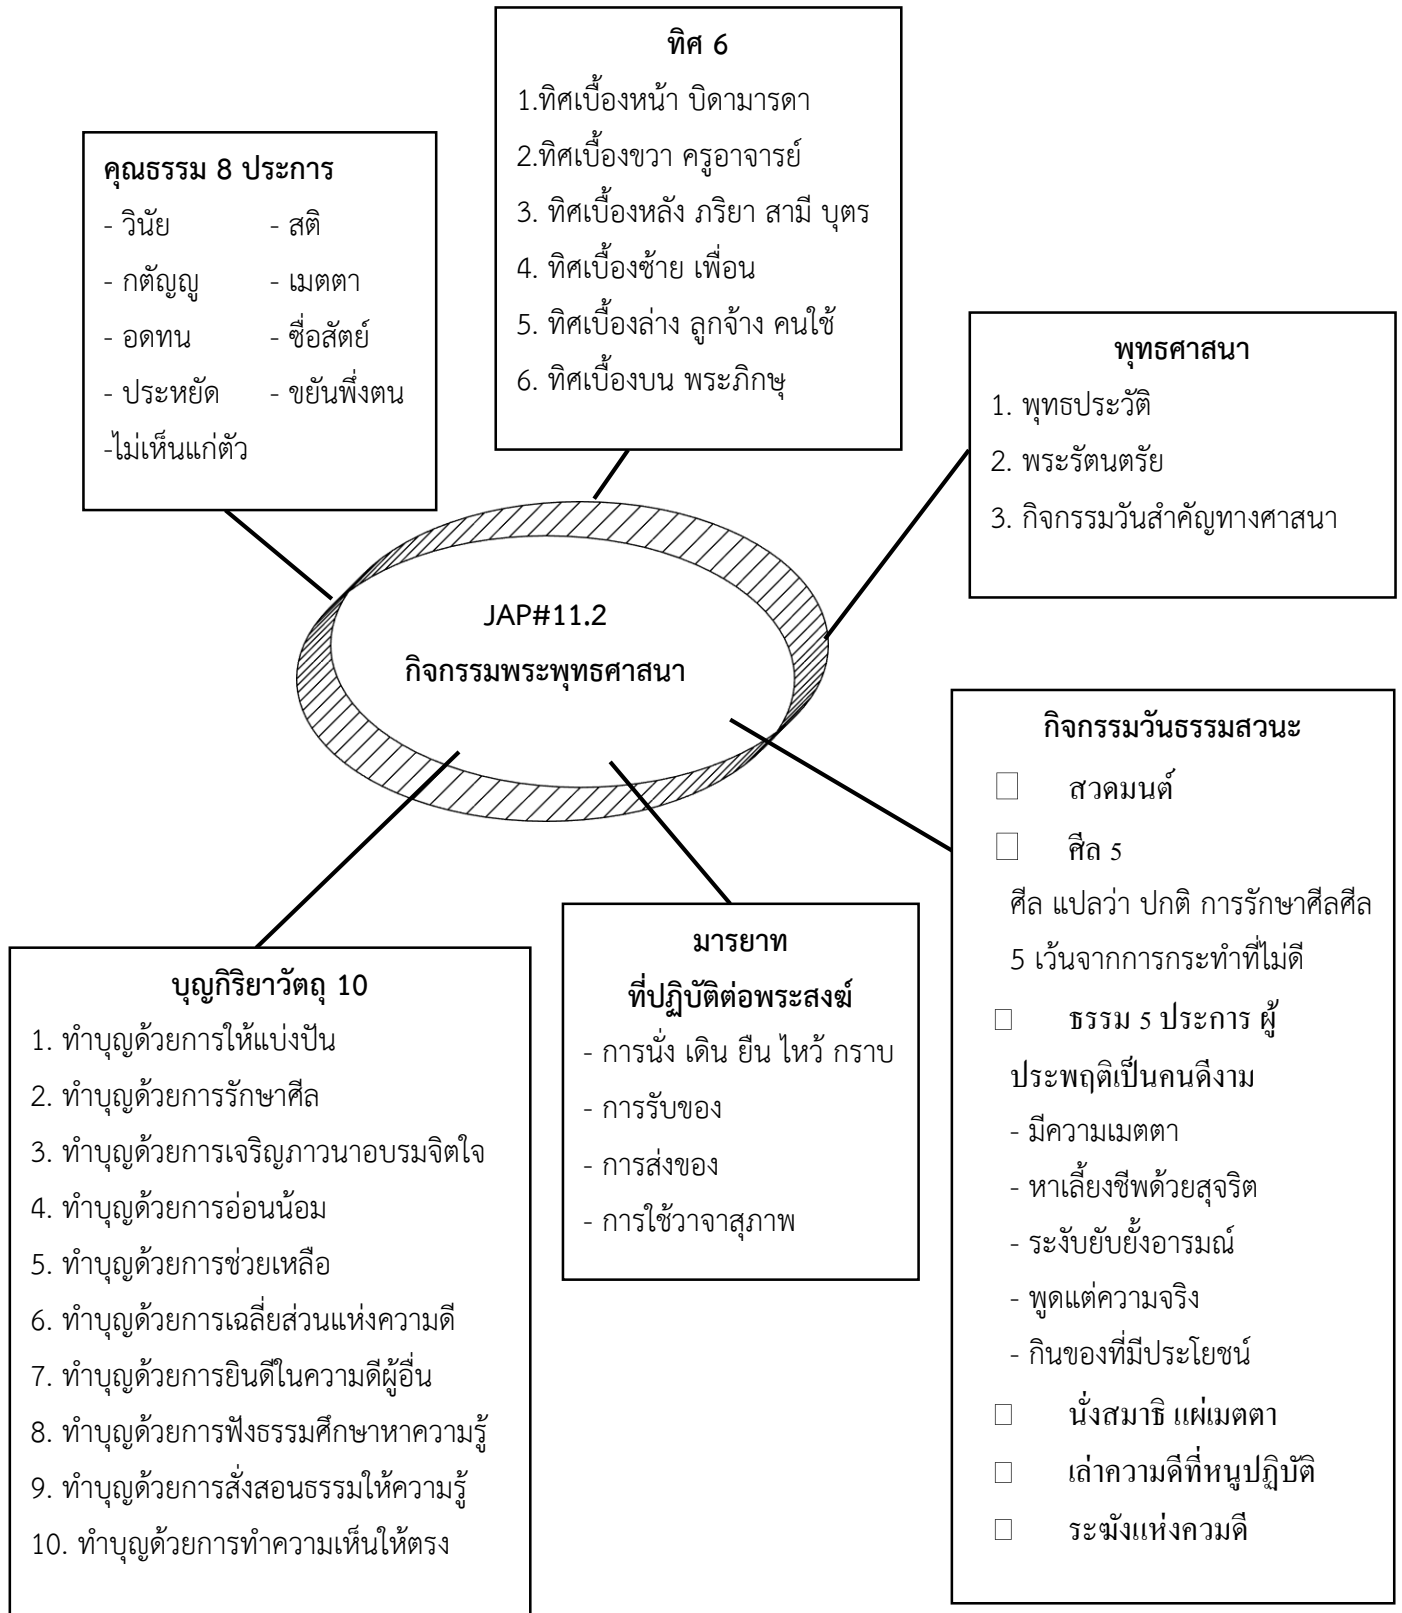 ทิศ 6
1.ทิศเบื้องหน้า บิดามารดา
2.ทิศเบื้องขวา ครูอาจารย์
3. ทิศเบื้องหลัง ภริยา สามี บุตร
4. ทิศเบื้องซ้าย เพื่อน
5. ทิศเบื้องล่าง ลูกจ้าง คนใช้
6. ทิศเบื้องบน พระภิกษุ
คุณธรรม 8 ประการ
- วินัย - สติ
- กตัญญู - เมตตา
- อดทน - ซื่อสัตย์
- ประหยัด - ขยันพึ่งตน
-ไม่เห็นแก่ตัว
พุทธศาสนา
1. พุทธประวัติ
2. พระรัตนตรัย
3. กิจกรรมวันสำคัญทางศาสนา
JAP#11.2
กิจกรรมพระพุทธศาสนา
กิจกรรมวันธรรมสวนะ
□ สวดมนต์
□ ศีล 5
ศีล แปลว่า ปกติ การรักษาศีลศีล
5 เว้นจากการกระทำที่ไม่ดี
□ ธรรม 5 ประการ ผู้
ประพฤติเป็นคนดีงาม
- มีความเมตตา
- หาเลี้ยงชีพด้วยสุจริต
- ระงับยับยั้งอารมณ์
- พูดแต่ความจริง
- กินของที่มีประโยชน์
□ นั่งสมาธิ แผ่เมตตา
□ เล่าความดีที่หนูปฏิบัติ
□ ระฆังแห่งควมดี
มารยาท
ที่ปฏิบัติต่อพระสงฆ์
- การนั่ง เดิน ยืน ไหว้ กราบ
- การรับของ
- การส่งของ
- การใช้วาจาสุภาพ
บุญกิริยาวัตถุ 10
1. ทำบุญด้วยการให้แบ่งปัน
2. ทำบุญด้วยการรักษาศีล
3. ทำบุญด้วยการเจริญภาวนาอบรมจิตใจ
4. ทำบุญด้วยการอ่อนน้อม
5. ทำบุญด้วยการช่วยเหลือ
6. ทำบุญด้วยการเฉลี่ยส่วนแห่งความดี
7. ทำบุญด้วยการยินดีในความดีผู้อื่น
8. ทำบุญด้วยการฟังธรรมศึกษาหาความรู้
9. ทำบุญด้วยการสั่งสอนธรรมให้ความรู้
10. ทำบุญด้วยการทำความเห็นให้ตรง